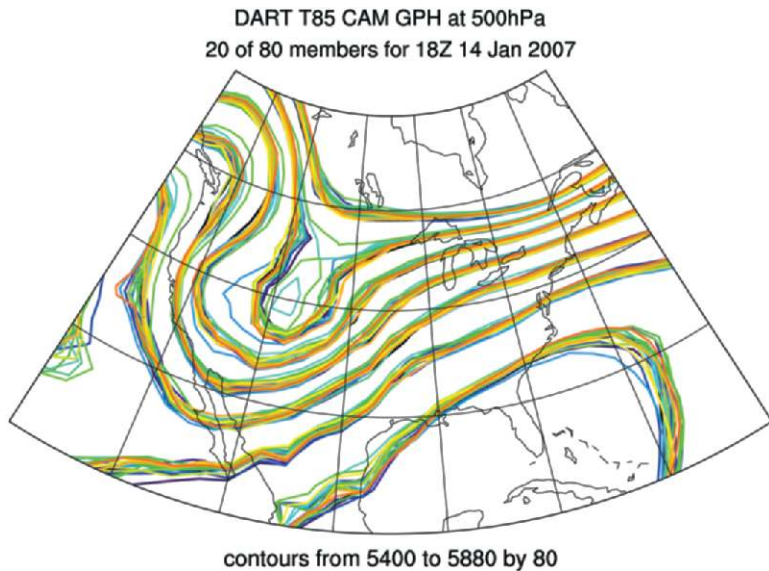 DART T85 CAM GPH at 500hPa
20 of 80 members for 18Z 14 Jan 2007
contours from 5400 to 5880 by 80